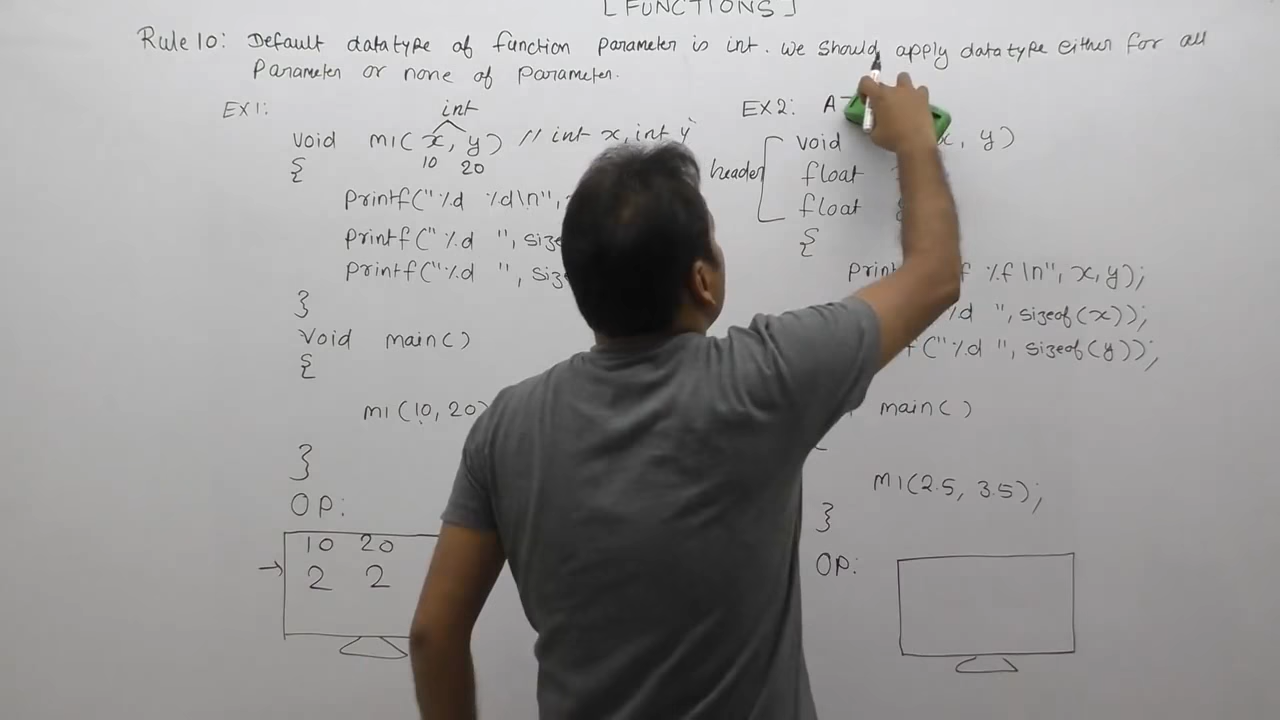 [ FUNCTIONS ]
Rule 10: Default datatype of function parameter is int. We should apply datatype either for all
Parameter or none of parameter.
EX1:
int
void m1(x, y) // int x, int y
10 20
{
printf("%d %d\n",
printf("%d ", size
printf("%d ", siz
}
void main()
{
m1(10, 20)
}
OP:
10 20
2 2
EX2: A
header
void x, y)
float
float
{
prin f %f \n", x, y);
%d ", sizeof(x));
f("%d ", sizeof(y));
main()
{
m1(2.5, 3.5);
}
OP: